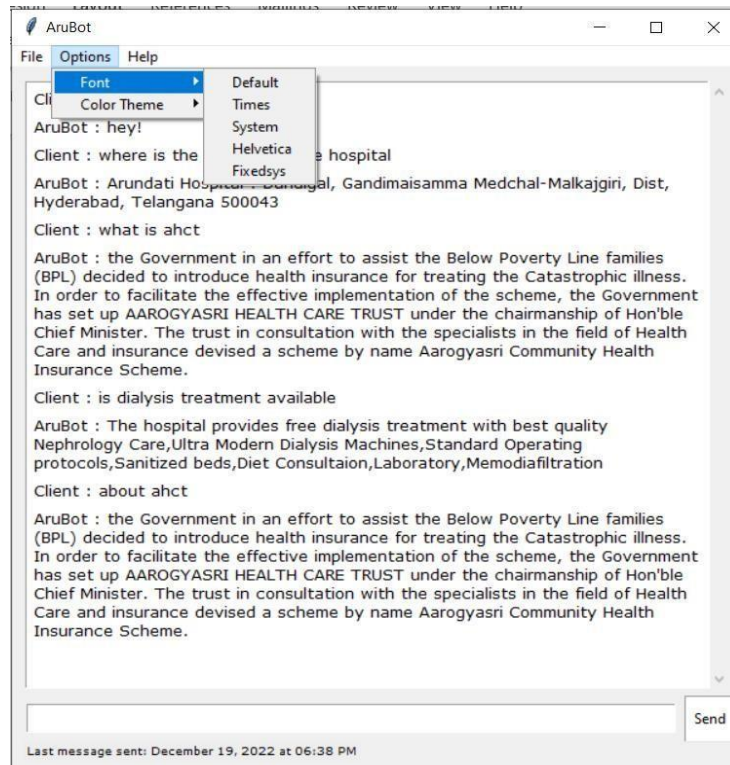 AruBot
File Options Help
Font Default
Color Theme Times
System
Helvetica
Fixedsys
Cli
AruBot : hey!
Client : where is the e hospital
AruBot : Arundati Hospital : Dundigal, Gandimaisamma Medchal-Malkajgiri, Dist,
Hyderabad, Telangana 500043
Client : what is ahct
AruBot : the Government in an effort to assist the Below Poverty Line families
(BPL) decided to introduce health insurance for treating the Catastrophic illness.
In order to facilitate the effective implementation of the scheme, the Government
has set up AAROGYASRI HEALTH CARE TRUST under the chairmanship of Hon'ble
Chief Minister. The trust in consultation with the specialists in the field of Health
Care and insurance devised a scheme by name Aarogyasri Community Health
Insurance Scheme.
Client : is dialysis treatment available
AruBot : The hospital provides free dialysis treatment with best quality
Nephrology Care,Ultra Modern Dialysis Machines,Standard Operating
protocols,Sanitized beds,Diet Consultaion,Laboratory,Memodiafiltration
Client : about ahct
AruBot : the Government in an effort to assist the Below Poverty Line families
(BPL) decided to introduce health insurance for treating the Catastrophic illness.
In order to facilitate the effective implementation of the scheme, the Government
has set up AAROGYASRI HEALTH CARE TRUST under the chairmanship of Hon'ble
Chief Minister. The trust in consultation with the specialists in the field of Health
Care and insurance devised a scheme by name Aarogyasri Community Health
Insurance Scheme.
Send
Last message sent: December 19, 2022 at 06:38 PM